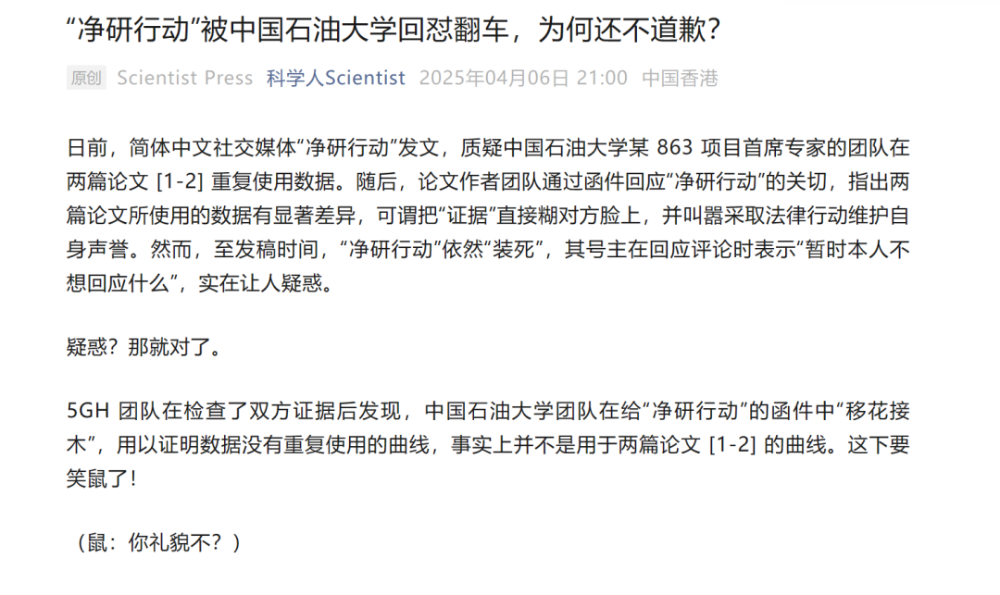 “净研行动”被中国石油大学回怼翻车，为何还不道歉？
原创 Scientist Press 科学人Scientist 2025年04月06日 21:00 中国香港
日前，简体中文社交媒体“净研行动”发文，质疑中国石油大学某 863 项目首席专家的团队在
两篇论文 [1-2] 重复使用数据。随后，论文作者团队通过函件回应“净研行动”的关切，指出两
篇论文所使用的数据有显著差异，可谓把“证据”直接糊对方脸上，并叫嚣采取法律行动维护自
身声誉。然而，至发稿时间，“净研行动”依然“装死”，其号主在回应评论时表示“暂时本人不
想回应什么”，实在让人疑惑。
疑惑？那就对了。
5GH 团队在检查了双方证据后发现，中国石油大学团队在给“净研行动”的函件中“移花接
木”，用以证明数据没有重复使用的曲线，事实上并不是用于两篇论文 [1-2] 的曲线。这下要
笑鼠了！
（鼠：你礼貌不？）